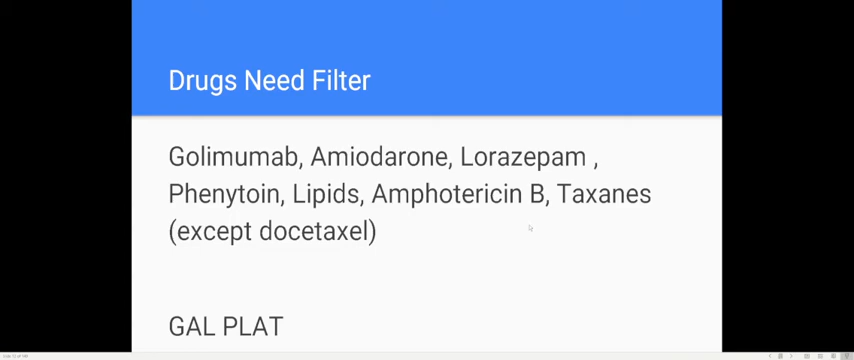 Drugs Need Filter
Golimumab, Amiodarone, Lorazepam ,
Phenytoin, Lipids, Amphotericin B, Taxanes
(except docetaxel)
GAL PLAT